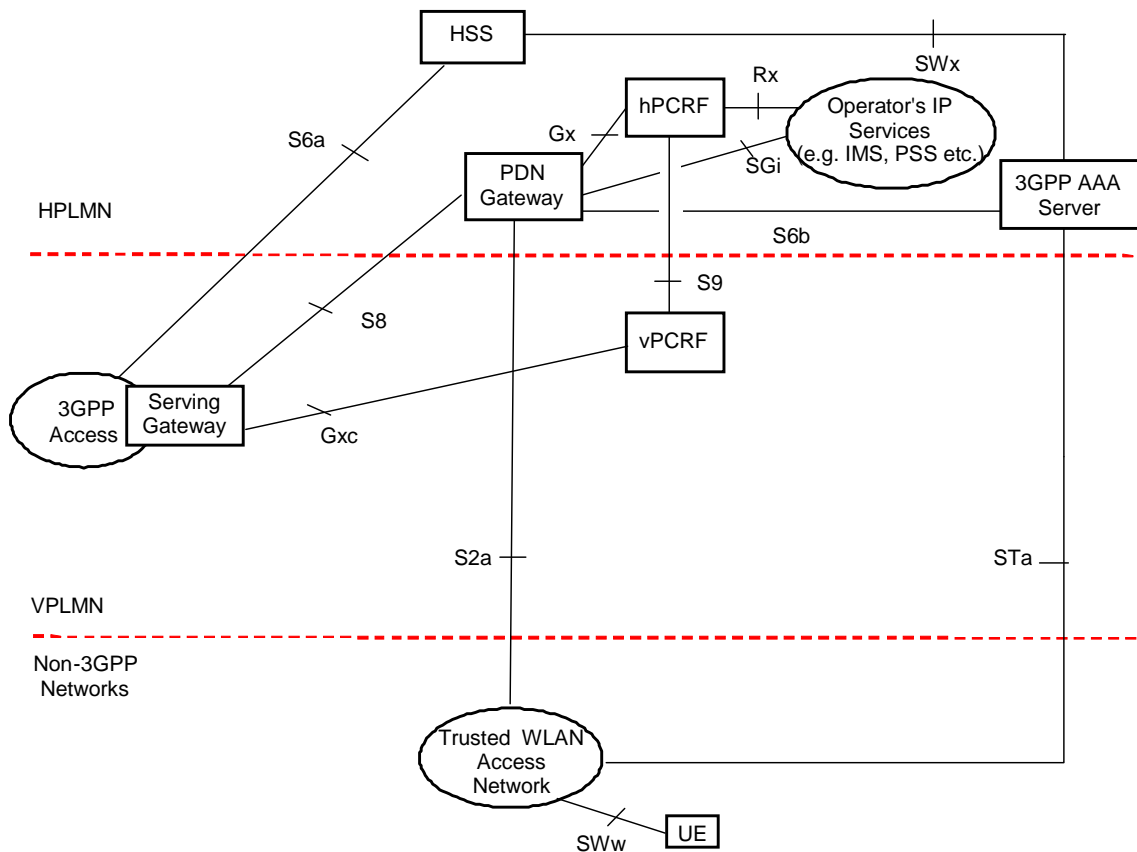 HSS
SWx
Rx
hPCRF
Operator's IP
Services
(e.g. IMS, PSS etc.)
Gx
S6a
SGi
PDN
Gateway
3GPP AAA
Server
HPLMN
S6b
S9
S8
vPCRF
3GPP
Access
Serving
Gateway
Gxc
S2a
STa
VPLMN
Non-3GPP
Networks
Trusted WLAN
Access
Network
SWw
UE